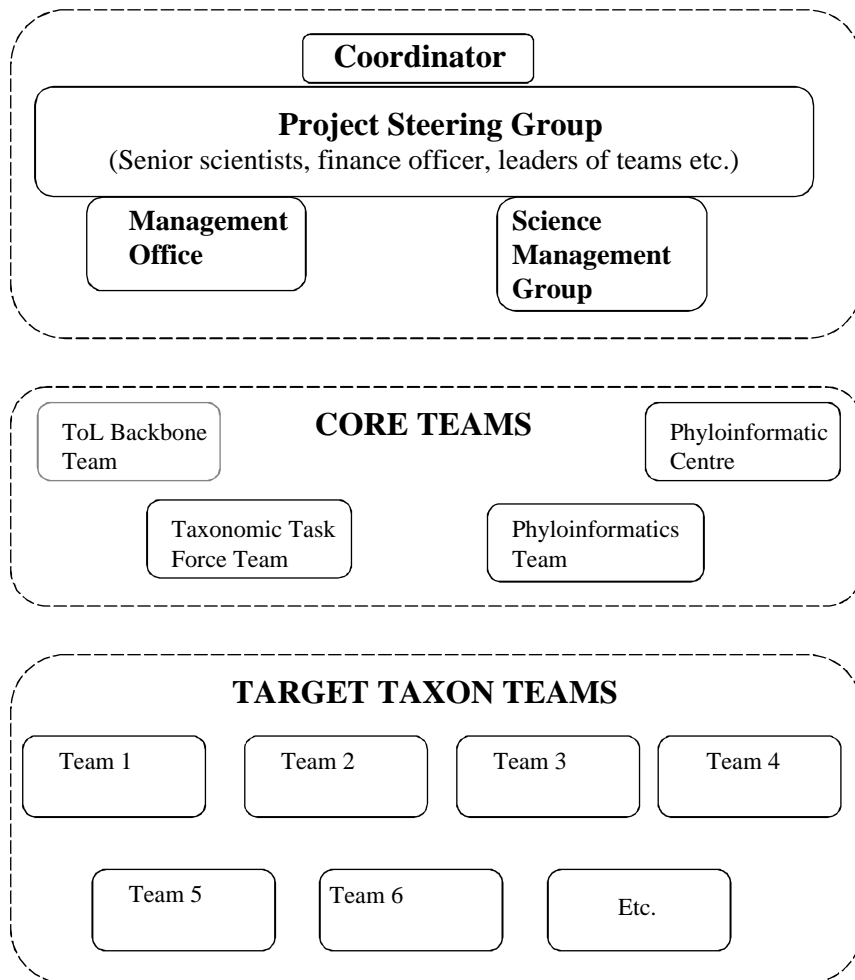 Coordinator
Project Steering Group
(Senior scientists, finance officer, leaders of teams etc.)
Management
Office
Science
Management
Group
CORE TEAMS
ToL Backbone
Team
Phyloinformatic
Centre
Taxonomic Task
Force Team
Phyloinformatics
Team
TARGET TAXON TEAMS
Team 1
Team 2
Team 3
Team 4
Team 5
Team 6
Etc.